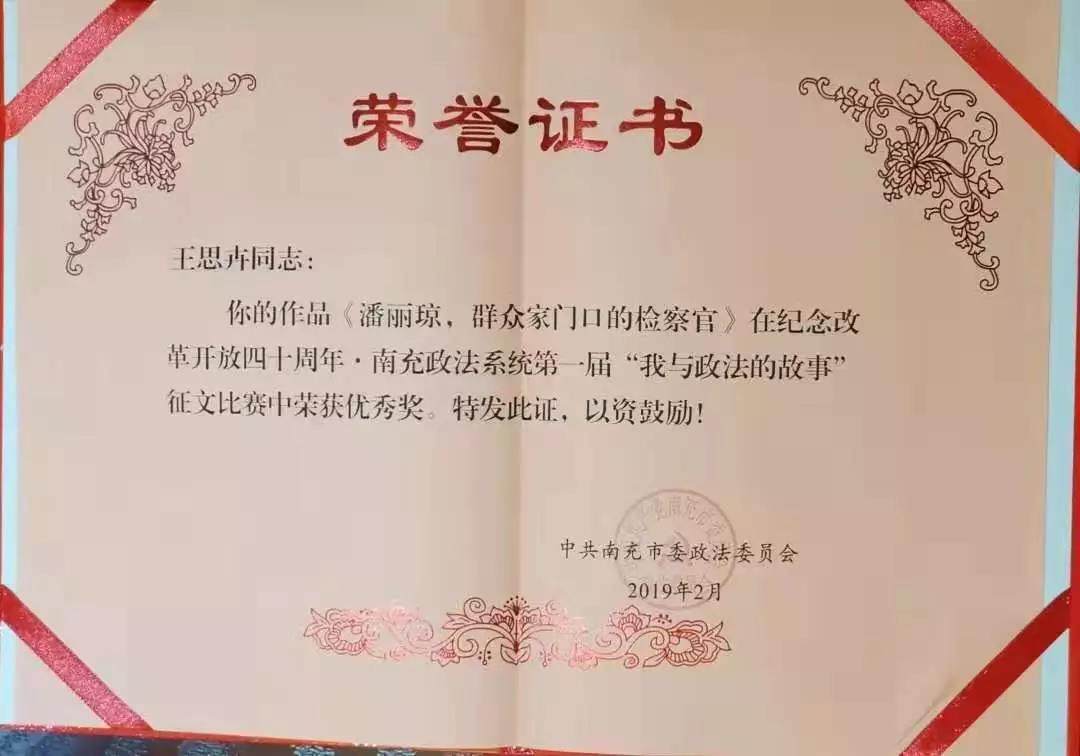 荣誉证书
王思卉同志：
你的作品《潘丽琼，群众家门口的检察官》在纪念改
革开放四十周年·南充政法系统第一届“我与政法的故事”
征文比赛中荣获优秀奖。特发此证，以资鼓励！
中共南充市委政法委员会
2019年2月